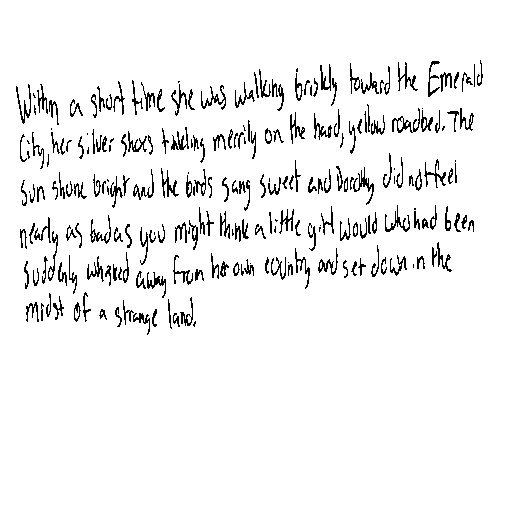 Within a short time she was walking briskly toward the Emerald
City, her silver shoes tinkling merrily on the hard, yellow roadbed. The
sun shone bright and the birds sang sweet and Dorothy did not feel
nearly as bad as you might think a little girl would who had been
suddenly whisked away from her own country and set down in the
midst of a strange land.